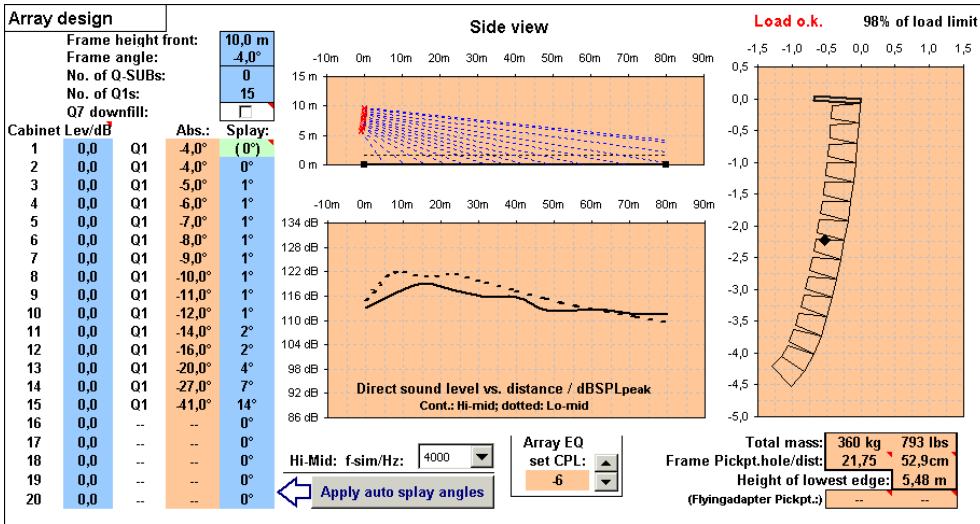 Array design
Frame height front: 10,0 m
Frame angle: -4,0°
No. of Q-SUBs: 0
No. of Q1s: 15
Q7 downfill:
Cabinet Lev/dB Abs.: Splay:
1 0,0 Q1 -4,0° ( 0°)
2 0,0 Q1 -4,0° 0°
3 0,0 Q1 -5,0° 1°
4 0,0 Q1 -6,0° 1°
5 0,0 Q1 -7,0° 1°
6 0,0 Q1 -8,0° 1°
7 0,0 Q1 -9,0° 1°
8 0,0 Q1 -10,0° 1°
9 0,0 Q1 -11,0° 1°
10 0,0 Q1 -12,0° 1°
11 0,0 Q1 -14,0° 2°
12 0,0 Q1 -16,0° 2°
13 0,0 Q1 -20,0° 4°
14 0,0 Q1 -27,0° 7°
15 0,0 Q1 -41,0° 14°
16 0,0 -- -- 0°
17 0,0 -- -- 0°
18 0,0 -- -- 0°
19 0,0 -- -- 0°
20 0,0 -- -- 0°
Side view
-10m 0m 10m 20m 30m 40m 50m 60m 70m 80m 90m
15 m
10 m
5 m
0 m
-10m 0m 10m 20m 30m 40m 50m 60m 70m 80m 90m
134 dB
128 dB
122 dB
116 dB
110 dB
104 dB
98 dB
92 dB
86 dB
Direct sound level vs. distance / dBSPLpeak
Cont.: Hi-mid; dotted: Lo-mid
Hi-Mid: f-sim/Hz: 4000
Apply auto splay angles
Array EQ
set CPL:
-6
Load o.k. 98% of load limit
-1,5 -1,0 -0,5 0,0 0,5 1,0 1,5
0,5
0,0
-0,5
-1,0
-1,5
-2,0
-2,5
-3,0
-3,5
-4,0
-4,5
-5,0
Total mass: 360 kg 793 lbs
Frame Pickpt.hole/dist: 21,75 52,9cm
Height of lowest edge: 5,48 m
(Flyingadapter Pickpt.:) -- --